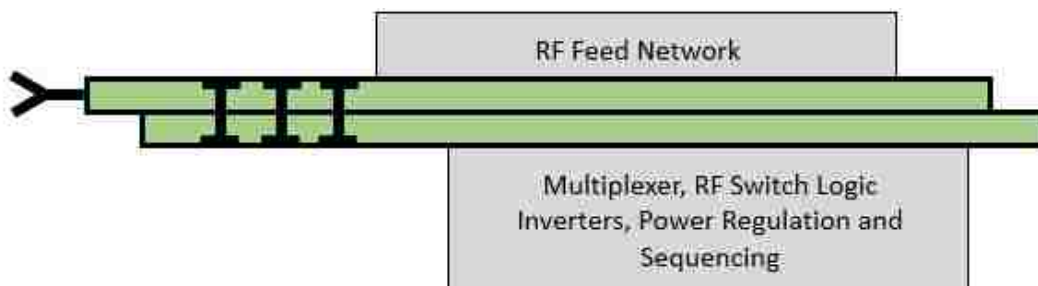 RF Feed Network
Multiplexer, RF Switch Logic
Inverters, Power Regulation and
Sequencing